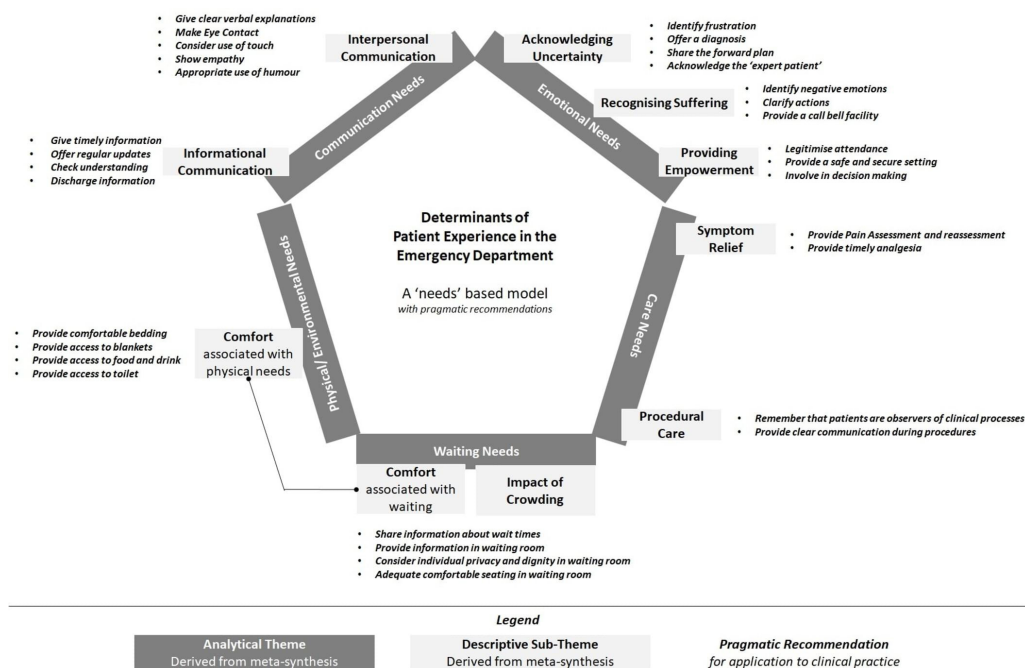 • Give clear verbal explanations
• Make Eye Contact
• Consider use of touch
• Show empathy
• Appropriate use of humour
Interpersonal
Communication
Acknowledging
Uncertainty
• Identify frustration
• Offer a diagnosis
• Share the forward plan
• Acknowledge the ‘expert patient’
Communication Needs
Emotional Needs
Recognising Suffering
• Identify negative emotions
• Clarify actions
• Provide a call bell facility
• Give timely information
• Offer regular updates
• Check understanding
• Discharge information
Informational
Communication
Providing
Empowerment
• Legitimise attendance
• Provide a safe and secure setting
• Involve in decision making
Determinants of
Patient Experience in the
Emergency Department
A ‘needs’ based model
with pragmatic recommendations
Symptom
Relief
• Provide Pain Assessment and reassessment
• Provide timely analgesia
Physical/ Environmental Needs
Care Needs
• Provide comfortable bedding
• Provide access to blankets
• Provide access to food and drink
• Provide access to toilet
Comfort
associated with
physical needs
Procedural
Care
• Remember that patients are observers of clinical processes
• Provide clear communication during procedures
Waiting Needs
Comfort
associated with
waiting
Impact of
Crowding
• Share information about wait times
• Provide information in waiting room
• Consider individual privacy and dignity in waiting room
• Adequate comfortable seating in waiting room
Legend
Analytical Theme
Derived from meta-synthesis
Descriptive Sub-Theme
Derived from meta-synthesis
Pragmatic Recommendation
for application to clinical practice